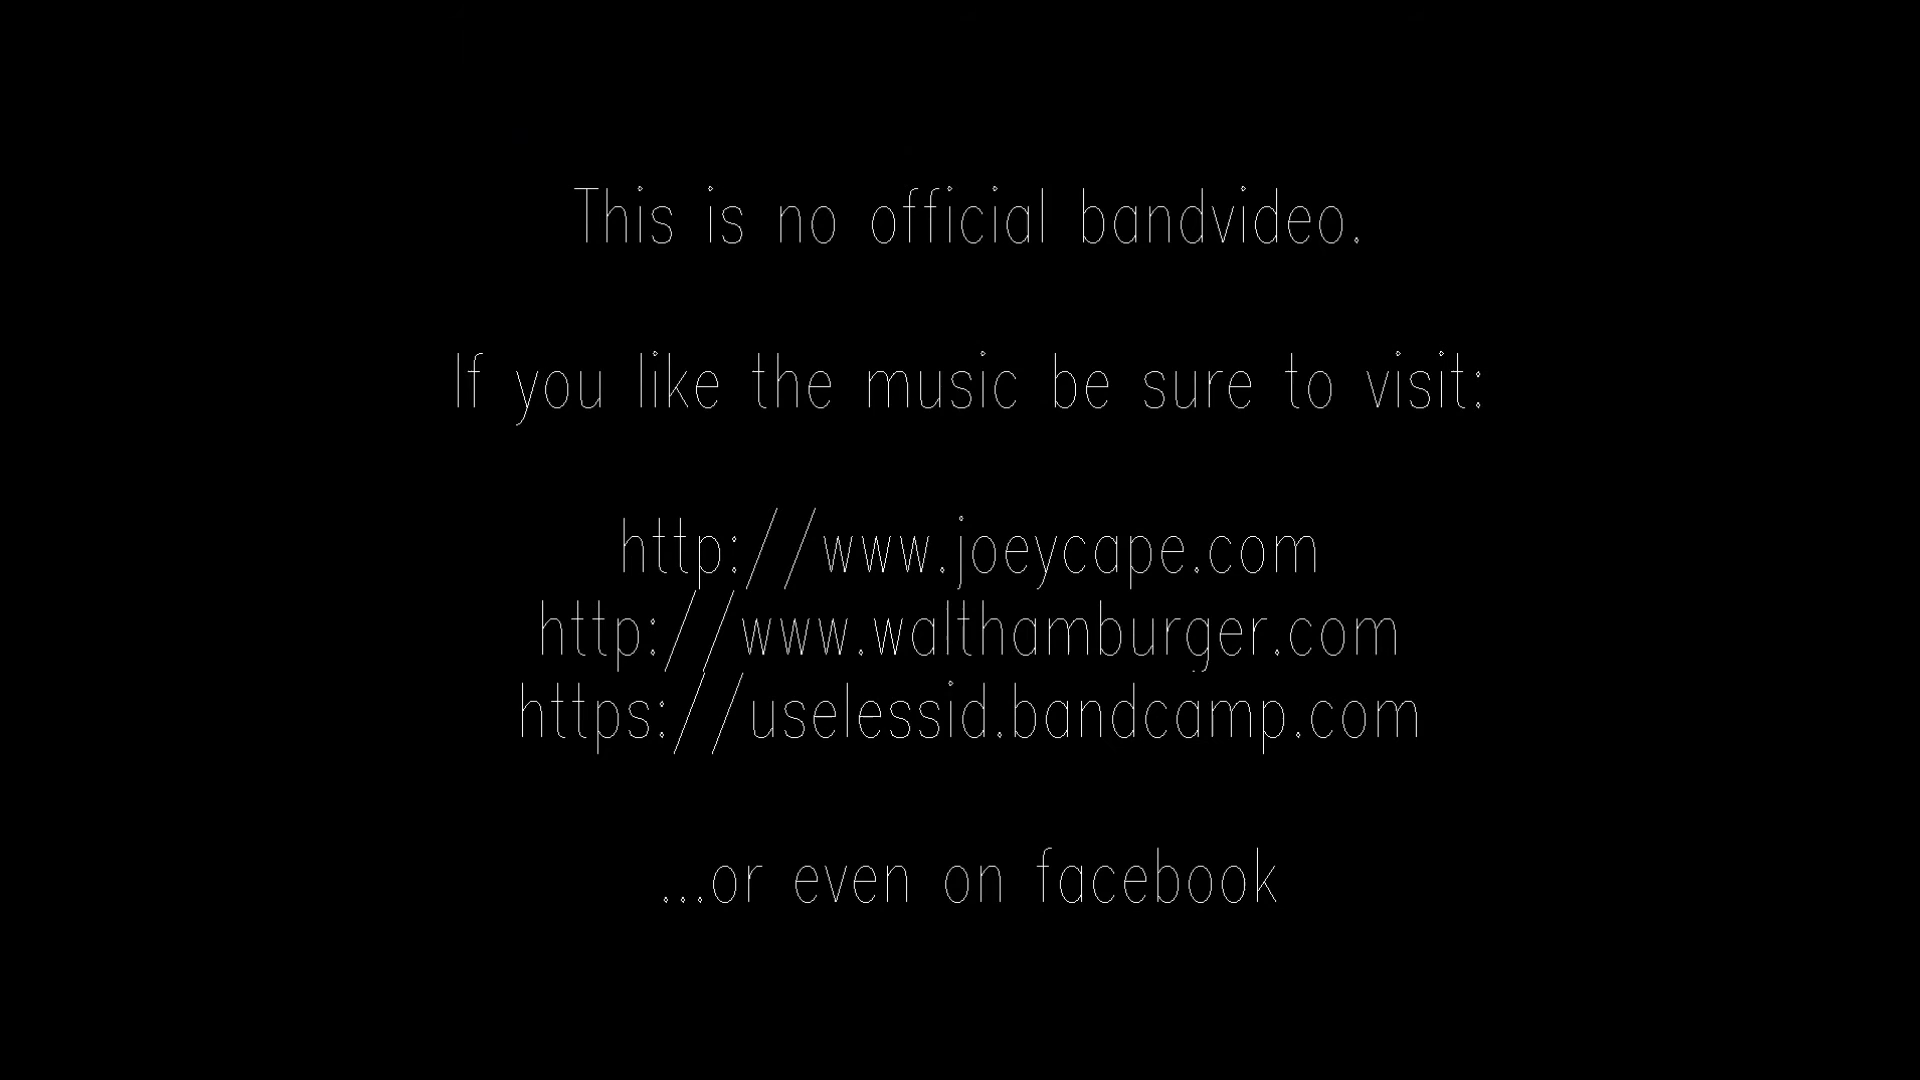 This is no official bandvideo.
If you like the music be sure to visit:
http://www.joeycape.com
http://www.walthamburger.com
https://uselessid.bandcamp.com
...or even on facebook